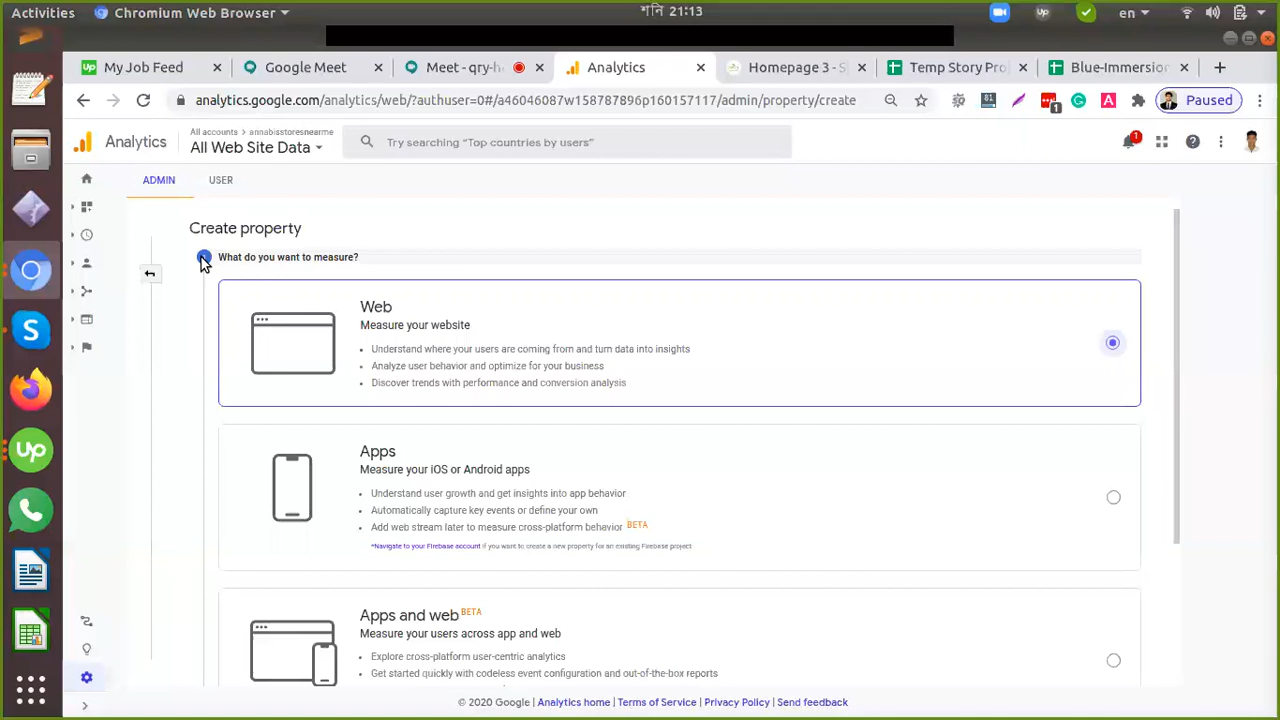 Activities Chromium Web Browser শনি 21:13 en
My Job Feed Google Meet Meet - qry-h Analytics Homepage 3 - S Temp Story Pro Blue-Immersion
analytics.google.com/analytics/web/?authuser=0#/a46046087w158787896p160157117/admin/property/create 81 1 A Paused
Analytics
All accounts > annabisstoresnearme
All Web Site Data
Try searching “Top countries by users”
1
ADMIN USER
Create property
What do you want to measure?
Web
Measure your website
• Understand where your users are coming from and turn data into insights
• Analyze user behavior and optimize for your business
• Discover trends with performance and conversion analysis
Apps
Measure your iOS or Android apps
• Understand user growth and get insights into app behavior
• Automatically capture key events or define your own
• Add web stream later to measure cross-platform behavior BETA
*Navigate to your Firebase account if you want to create a new property for an existing Firebase project
Apps and web BETA
Measure your users across app and web
• Explore cross-platform user-centric analytics
• Get started quickly with codeless event configuration and out-of-the-box reports
© 2020 Google | Analytics home | Terms of Service | Privacy Policy | Send feedback